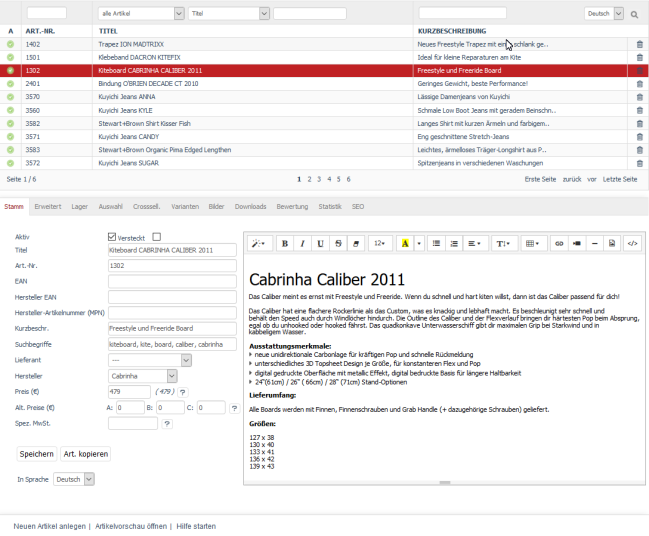 alle Artikel Titel Deutsch
A ART.-NR. TITEL KURZBESCHREIBUNG
1402 Trapez ION MADTRIXX Neues Freestyle Trapez mit ein schlank ge..
1501 Klebeband DACRON KITEFIX Ideal für kleine Reparaturen am Kite
1302 Kiteboard CABRINHA CALIBER 2011 Freestyle und Freeride Board
2401 Bindung O'BRIEN DECADE CT 2010 Geringes Gewicht, beste Performance!
3570 Kuyichi Jeans ANNA Lässige Damenjeans von Kuyichi
3560 Kuyichi Jeans KYLE Schmale Low Boot Jeans mit geradem Beinschn..
3582 Stewart+Brown Shirt Kisser Fish Langes Shirt mit kurzen Ärmeln und farbigem..
3571 Kuyichi Jeans CANDY Eng geschnittene Stretch-Jeans
3583 Stewart+Brown Organic Pima Edged Lengthen Leichtes, ärmelloses Träger-Longshirt aus P..
3572 Kuyichi Jeans SUGAR Spitzenjeans in verschiedenen Waschungen
Seite 1 / 6 1 2 3 4 5 6 Erste Seite zurück vor Letzte Seite
Stamm Erweitert Lager Auswahl Crosssell. Varianten Bilder Downloads Bewertung Statistik SEO
Aktiv Versteckt
Titel Kiteboard CABRINHA CALIBER 2011
Art.-Nr. 1302
EAN
Hersteller EAN
Hersteller-Artikelnummer (MPN)
Kurzbeschr. Freestyle und Freeride Board
Suchbegriffe kiteboard, kite, board, caliber, cabrinha
Lieferant ---
Hersteller Cabrinha
Preis (€) 479 ( 479 ) ?
Alt. Preise (€) A: 0 B: 0 C: 0 ?
Spez. MwSt. ?
Speichern Art. kopieren
In Sprache Deutsch
B I U S 12 A T </>
Cabrinha Caliber 2011
Das Caliber meint es ernst mit Freestyle und Freeride. Wenn du schnell und hart kiten willst, dann ist das Caliber passend für dich!
Das Caliber hat eine flachere Rockerlinie als das Custom, was es knackig und lebhaft macht. Es beschleunigt sehr schnell und
behält den Speed auch durch Windlöcher hindurch. Die Outline des Caliber und der Flexverlauf bringen dir härtesten Pop beim Absprung,
egal ob du unhooked oder hooked fährst. Das quadkonkave Unterwasserschiff gibt dir maximalen Grip bei Starkwind und in
kabbeligem Wasser.
Ausstattungsmerkmale:
neue unidirektionale Carbonlage für kräftigen Pop und schnelle Rückmeldung
unterschiedliches 3D Topsheet Design je Größe, für konstanteren Flex und Pop
digital gedruckte Oberfläche mit metallic Effekt, digital bedruckte Basis für längere Haltbarkeit
24"(61cm) / 26" ( 66cm) / 28" (71cm) Stand-Optionen
Lieferumfang:
Alle Boards werden mit Finnen, Finnenschrauben und Grab Handle (+ dazugehörige Schrauben) geliefert.
Größen:
127 x 38
130 x 40
133 x 41
136 x 42
139 x 43
Neuen Artikel anlegen | Artikelvorschau öffnen | Hilfe starten